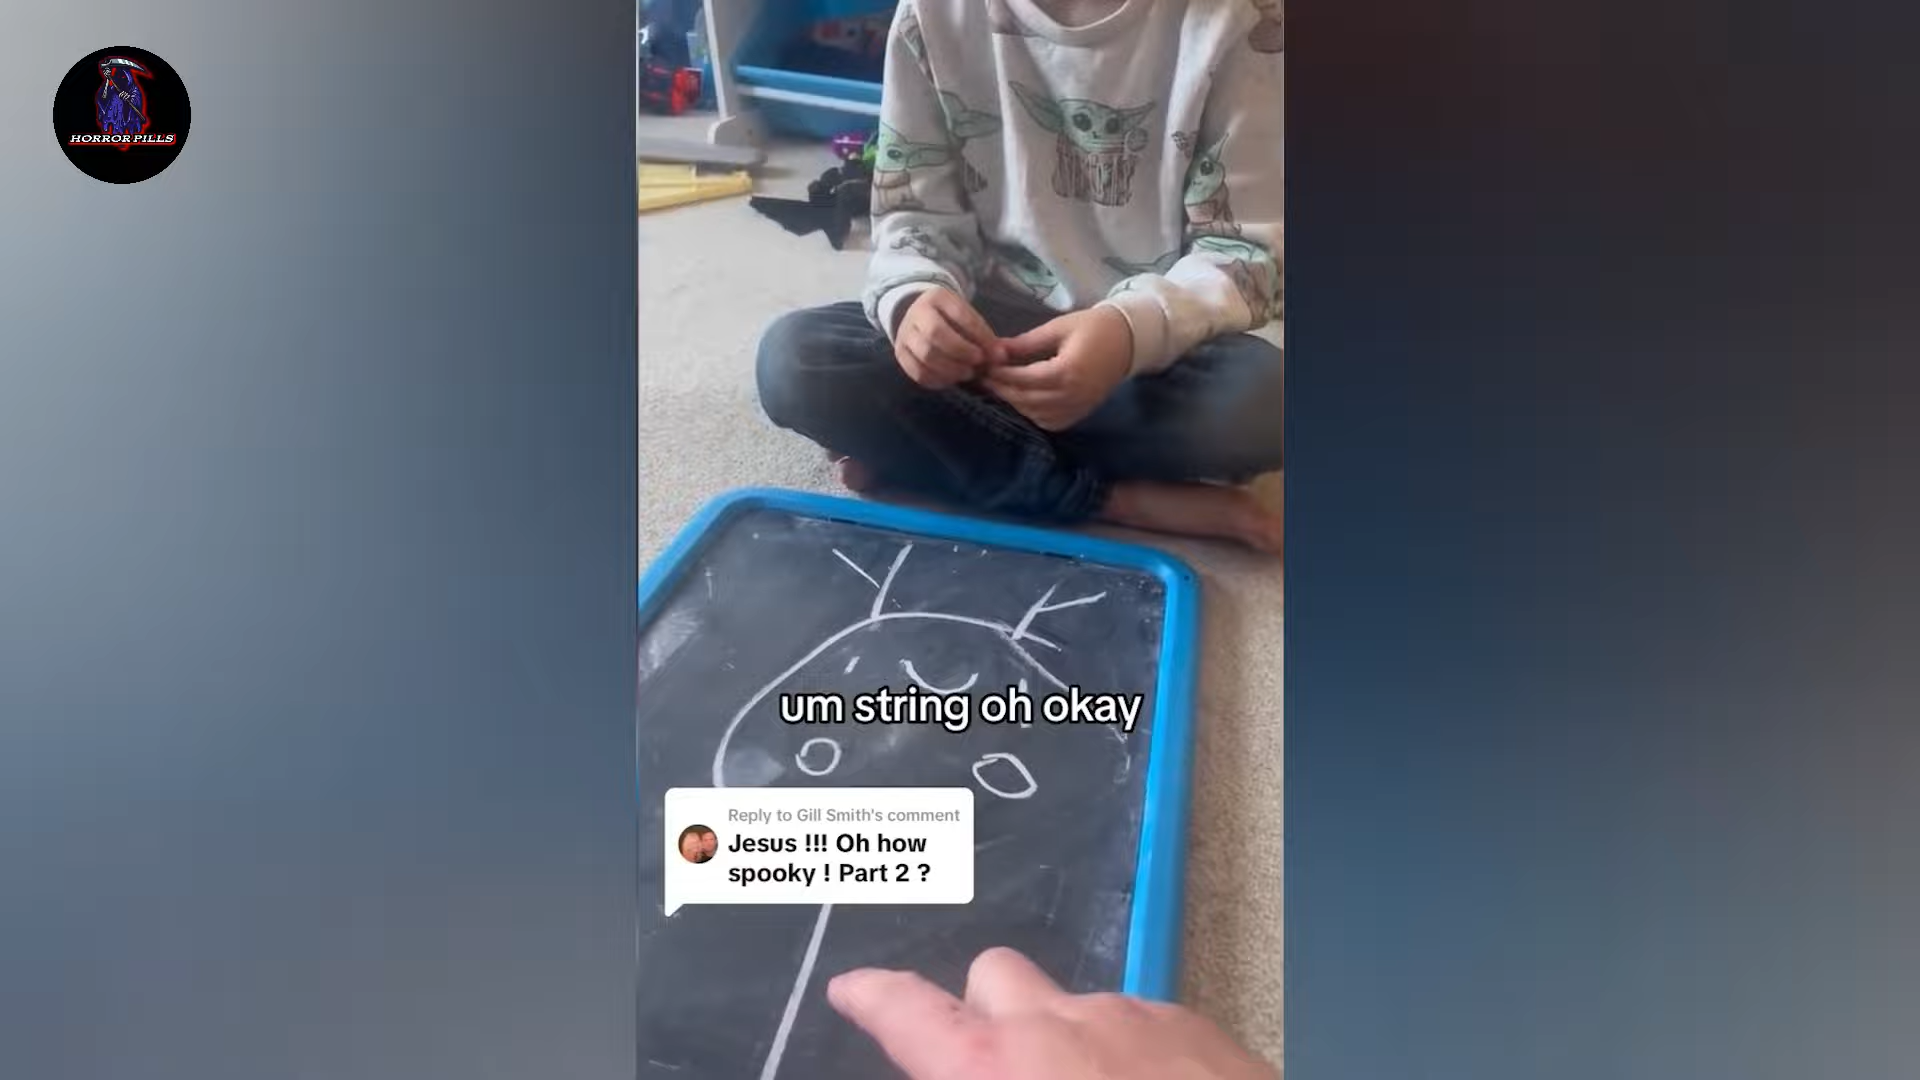 HORROR PILLS
um string oh okay
Reply to Gill Smith's comment
Jesus !!! Oh how
spooky ! Part 2 ?